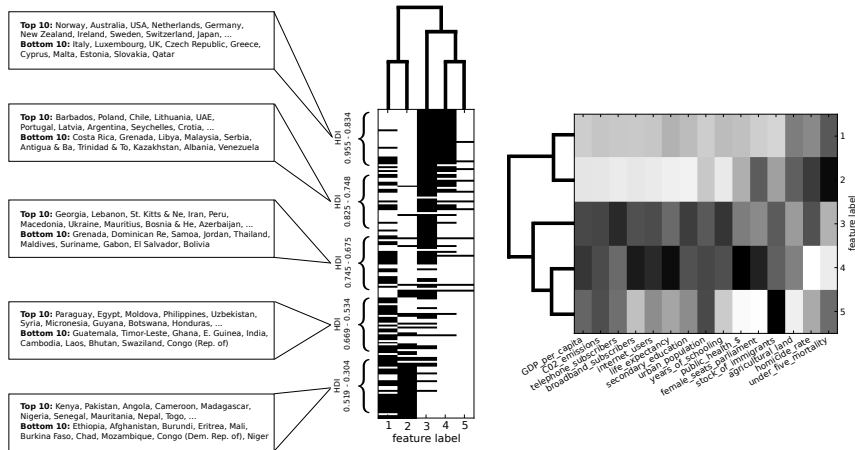 Top 10: Norway, Australia, USA, Netherlands, Germany,
New Zealand, Ireland, Sweden, Switzerland, Japan, ...
Bottom 10: Italy, Luxembourg, UK, Czech Republic, Greece,
Cyprus, Malta, Estonia, Slovakia, Qatar
Top 10: Barbados, Poland, Chile, Lithuania, UAE,
Portugal, Latvia, Argentina, Seychelles, Crotia, ...
Bottom 10: Costa Rica, Grenada, Libya, Malaysia, Serbia,
Antigua & Ba, Trinidad & To, Kazakhstan, Albania, Venezuela
Top 10: Georgia, Lebanon, St. Kitts & Ne, Iran, Peru,
Macedonia, Ukraine, Mauritius, Bosnia & He, Azerbaijan, ...
Bottom 10: Grenada, Dominican Re, Samoa, Jordan, Thailand,
Maldives, Suriname, Gabon, El Salvador, Bolivia
Top 10: Paraguay, Egypt, Moldova, Philippines, Uzbekistan,
Syria, Micronesia, Guyana, Botswana, Honduras, ...
Bottom 10: Guatemala, Timor-Leste, Ghana, E. Guinea, India,
Cambodia, Laos, Bhutan, Swaziland, Congo (Rep. of)
Top 10: Kenya, Pakistan, Angola, Cameroon, Madagascar,
Nigeria, Senegal, Mauritania, Nepal, Togo, ...
Bottom 10: Ethiopia, Afghanistan, Burundi, Eritrea, Mali,
Burkina Faso, Chad, Mozambique, Congo (Dem. Rep. of), Niger
HDI
0.955 - 0.834
HDI
0.825 - 0.748
HDI
0.745 - 0.675
HDI
0.669 - 0.534
HDI
0.519 - 0.304
1 2 3 4 5
feature label
1
2
3
4
5
feature label
GDP_per_capita
CO2_emissions
telephone_subscribers
broadband_subscribers
internet_users
life_expectancy
secondary_education
urban_population
years_of_schooling
public_health_$
female_seats_parliament
stock_of_immigrants
agricultural_land
homicide_rate
under_five_mortality